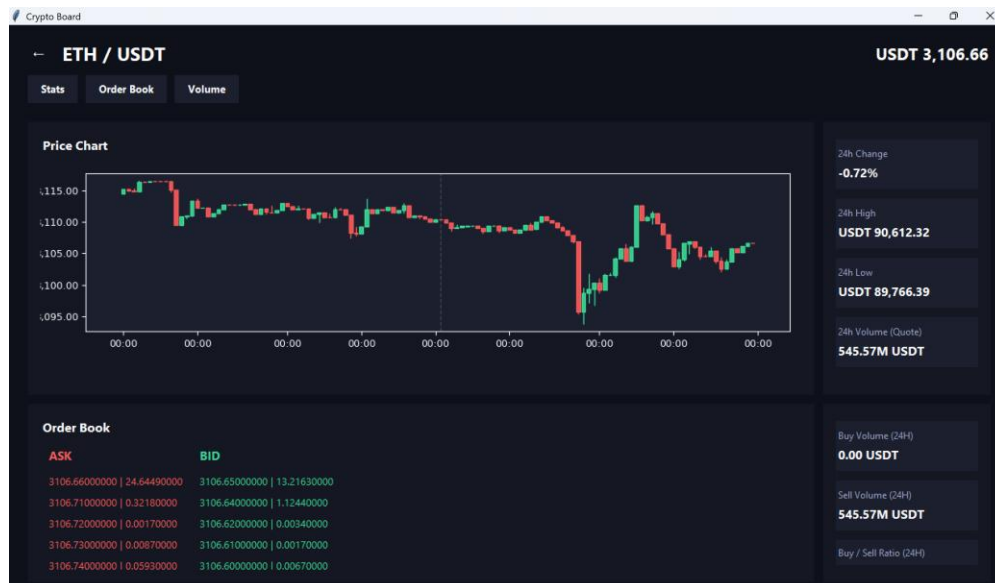 Crypto Board
← ETH / USDT
USDT 3,106.66
Stats Order Book Volume
Price Chart
,115.00
,110.00
,105.00
,100.00
,095.00
00:00 00:00 00:00 00:00 00:00 00:00 00:00 00:00 00:00
24h Change
-0.72%
24h High
USDT 90,612.32
24h Low
USDT 89,766.39
24h Volume (Quote)
545.57M USDT
Order Book
ASK BID
3106.66000000 | 24.64490000 3106.65000000 | 13.21630000
3106.71000000 | 0.32180000 3106.64000000 | 1.12440000
3106.72000000 | 0.00170000 3106.62000000 | 0.00340000
3106.73000000 | 0.00870000 3106.61000000 | 0.00170000
3106.74000000 | 0.05930000 3106.60000000 | 0.00670000
Buy Volume (24H)
0.00 USDT
Sell Volume (24H)
545.57M USDT
Buy / Sell Ratio (24H)